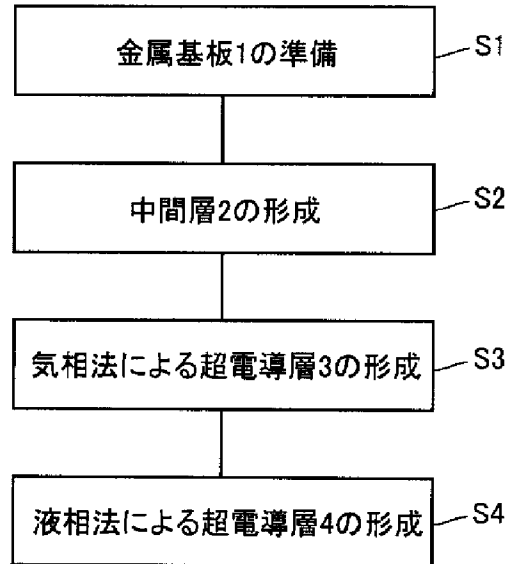 金属基板1の準備
S1
中間層2の形成
S2
気相法による超電導層3の形成
S3
液相法による超電導層4の形成
S4